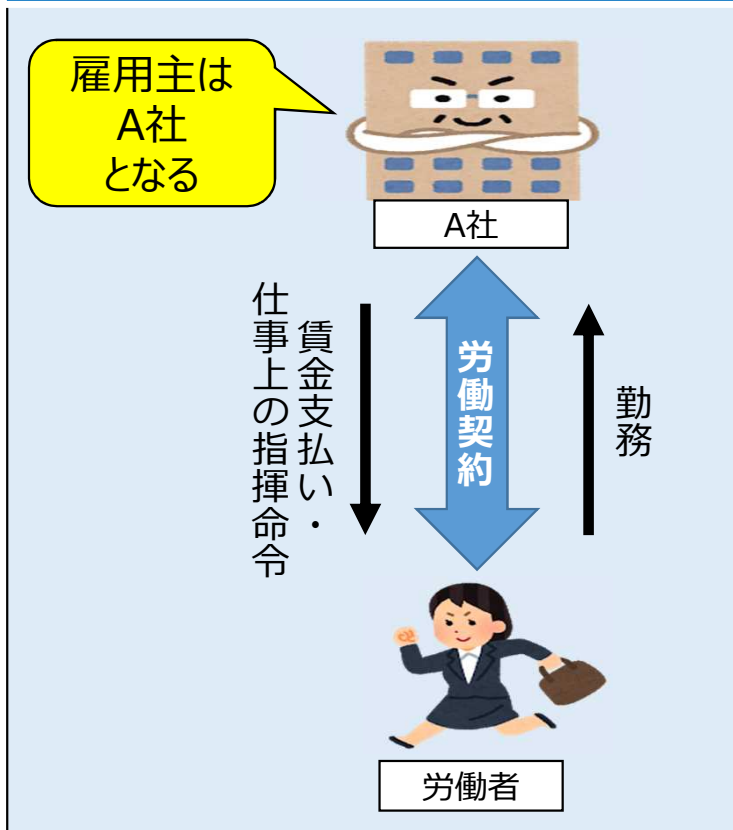 雇用主は
A社
となる
A社
賃金支払い・
仕事上の指揮命令
労働契約
勤務
労働者